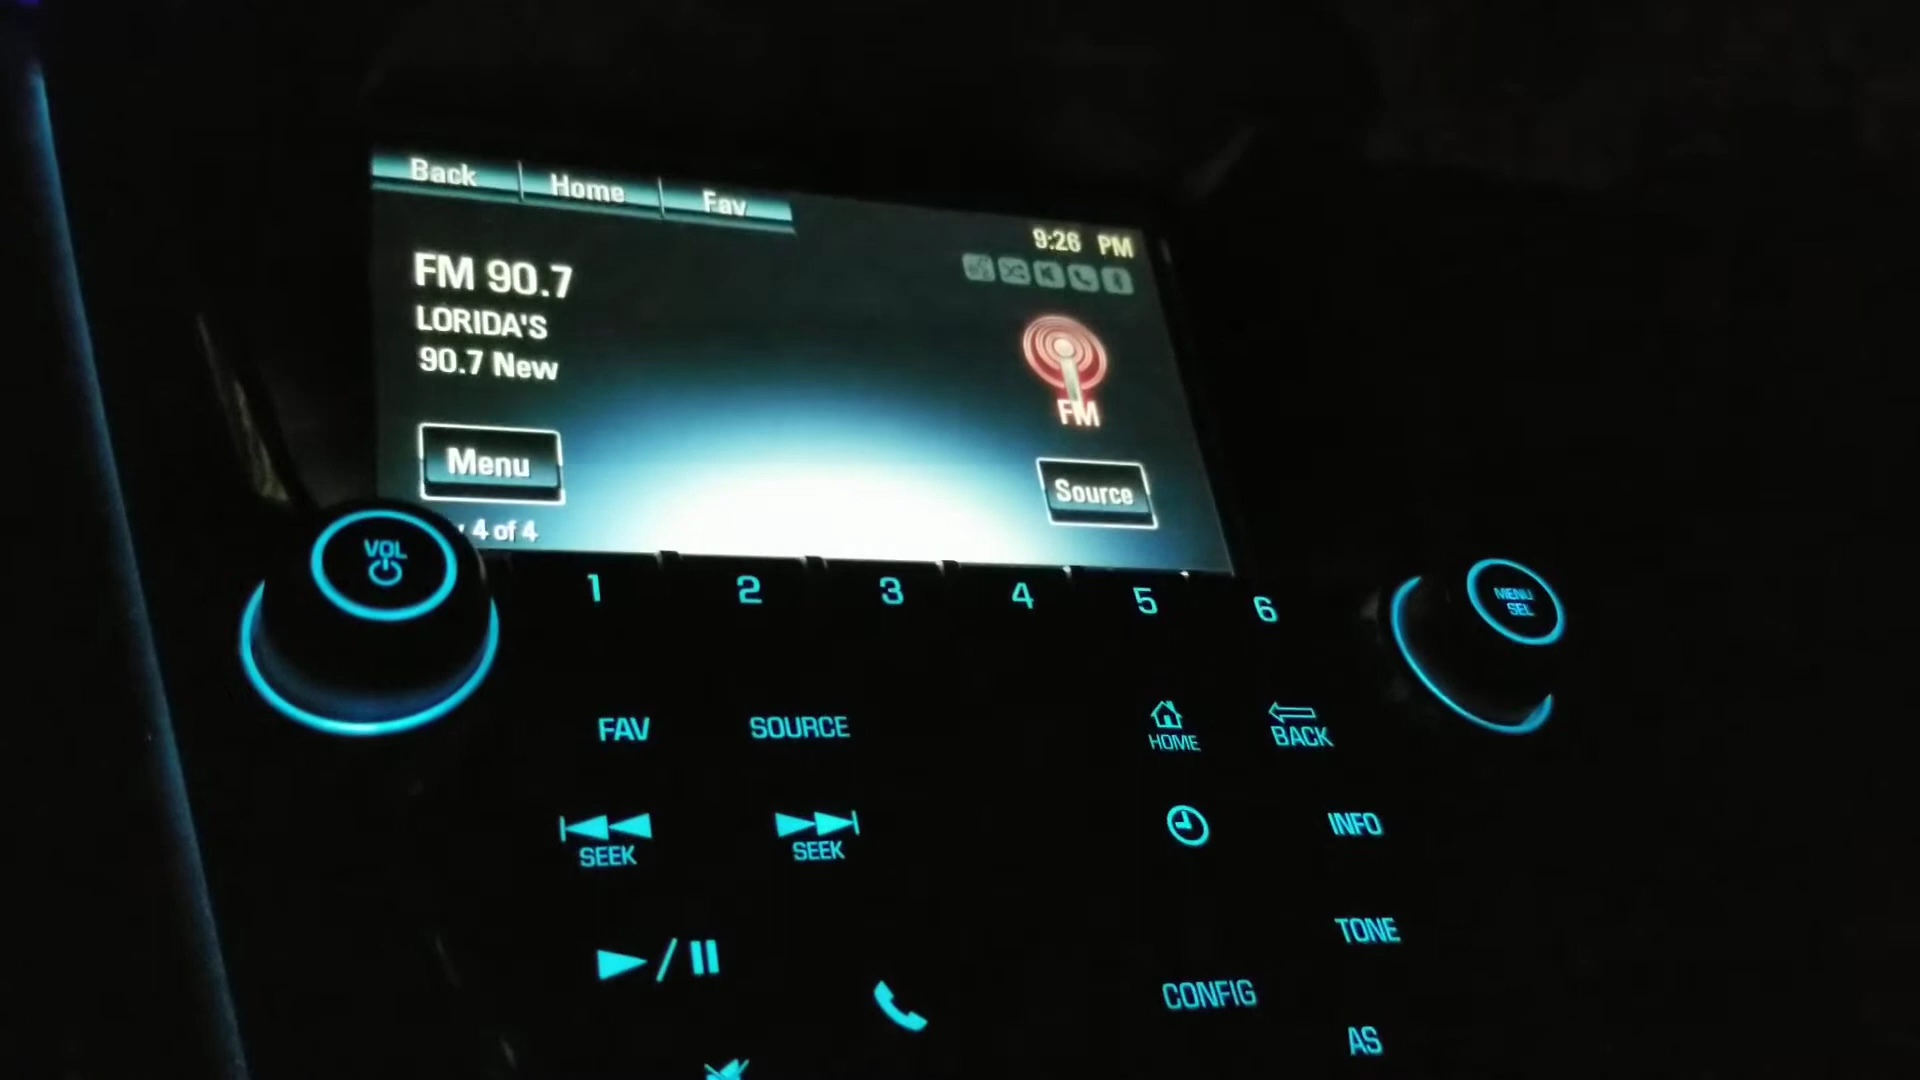 Back Home Fav
9:26 PM
FM 90.7
LORIDA'S
90.7 New
FM
Menu
Source
4 of 4
VOL
1 2 3 4 5 6
MENU
SEL
FAV SOURCE
HOME BACK
SEEK SEEK
INFO
TONE
CONFIG
AS